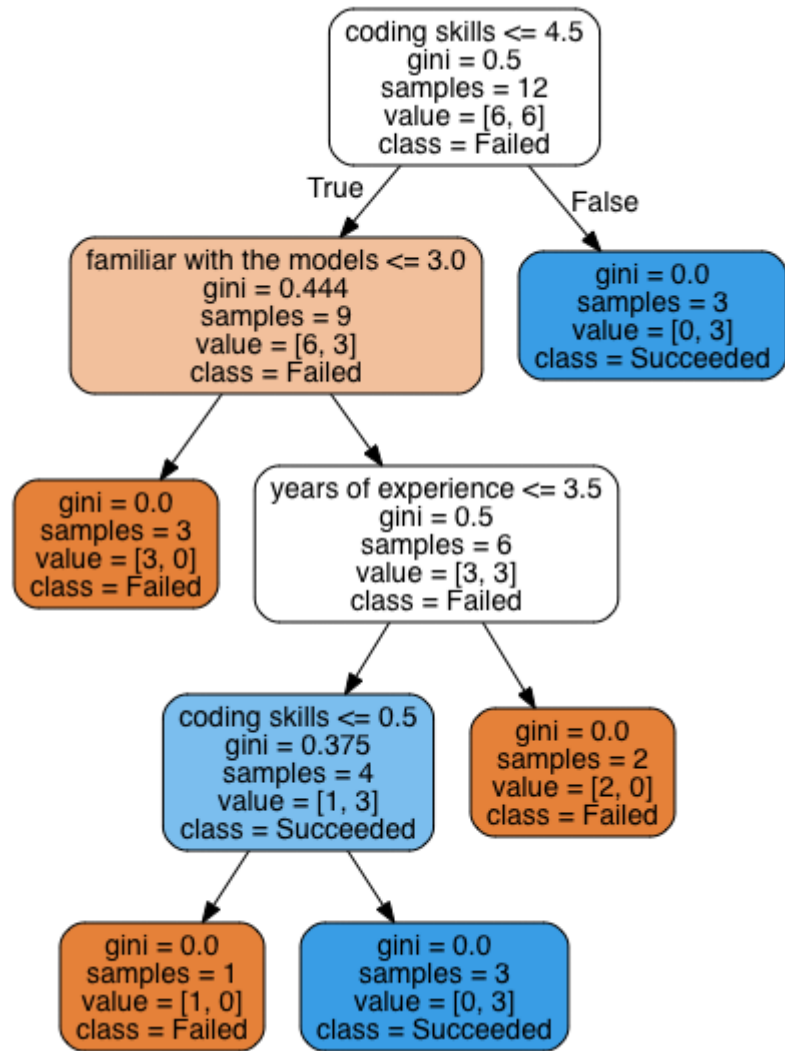 coding skills <= 4.5
gini = 0.5
samples = 12
value = [6, 6]
class = Failed
True
False
familiar with the models <= 3.0
gini = 0.444
samples = 9
value = [6, 3]
class = Failed
gini = 0.0
samples = 3
value = [0, 3]
class = Succeeded
gini = 0.0
samples = 3
value = [3, 0]
class = Failed
years of experience <= 3.5
gini = 0.5
samples = 6
value = [3, 3]
class = Failed
coding skills <= 0.5
gini = 0.375
samples = 4
value = [1, 3]
class = Succeeded
gini = 0.0
samples = 2
value = [2, 0]
class = Failed
gini = 0.0
samples = 1
value = [1, 0]
class = Failed
gini = 0.0
samples = 3
value = [0, 3]
class = Succeeded